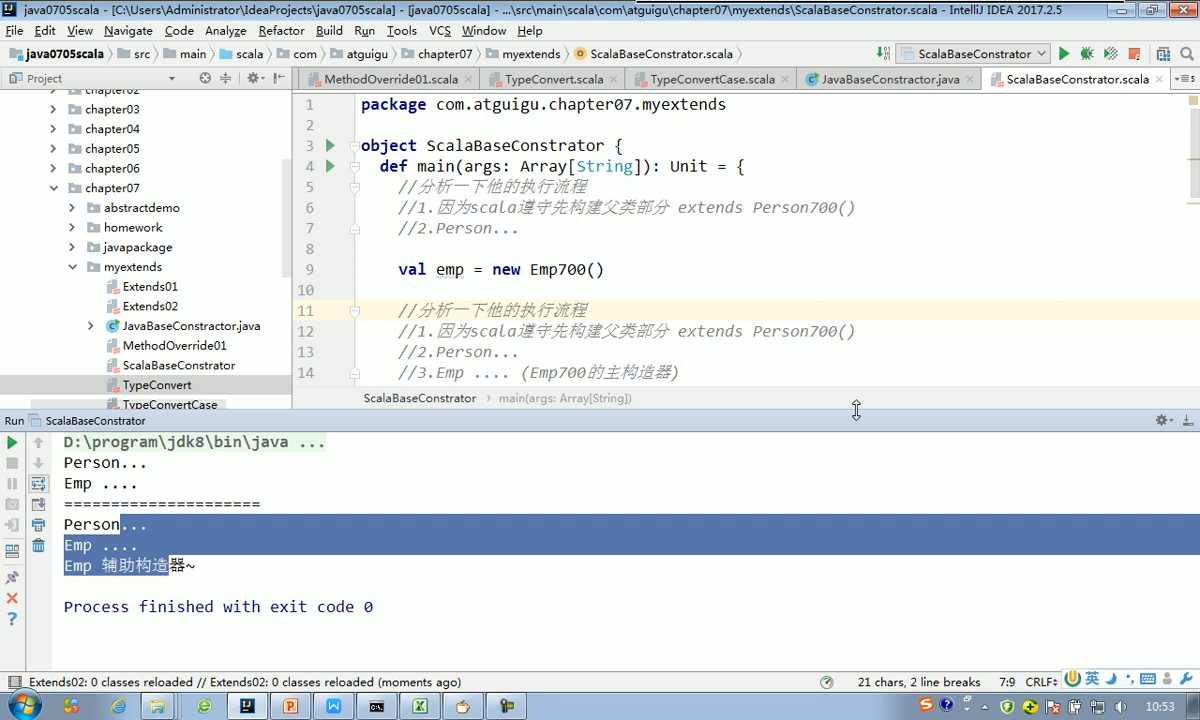 java0705scala - [C:\Users\Administrator\IdeaProjects\java0705scala] - [java0705scala] - ...\src\main\scala\com\atguigu\chapter07\myextends\ScalaBaseConstrator.scala - IntelliJ IDEA 2017.2.5
File Edit View Navigate Code Analyze Refactor Build Run Tools VCS Window Help
java0705scala src main scala com atguigu chapter07 myextends ScalaBaseConstrator.scala ScalaBaseConstrator
Project MethodOverride01.scala TypeConvert.scala TypeConvertCase.scala JavaBaseConstractor.java ScalaBaseConstrator.scala
chapter02
chapter03
chapter04
chapter05
chapter06
chapter07
abstractdemo
homework
javapackage
myextends
Extends01
Extends02
JavaBaseConstractor.java
MethodOverride01
ScalaBaseConstrator
TypeConvert
TypeConvertCase
1 package com.atguigu.chapter07.myextends
2
3 object ScalaBaseConstrator {
4 def main(args: Array[String]): Unit = {
5 //分析一下他的执行流程
6 //1.因为scala遵守先构建父类部分 extends Person700()
7 //2.Person...
8
9 val emp = new Emp700()
10
11 //分析一下他的执行流程
12 //1.因为scala遵守先构建父类部分 extends Person700()
13 //2.Person...
14 //3.Emp .... (Emp700的主构造器)
ScalaBaseConstrator main(args: Array[String])
Run ScalaBaseConstrator
D:\program\jdk8\bin\java ...
Person...
Emp ....
=====================
Person...
Emp ....
Emp 辅助构造器~
Process finished with exit code 0
Extends02: 0 classes reloaded // Extends02: 0 classes reloaded (moments ago) 21 chars, 2 line breaks 7:9 CRLF 英
10:53